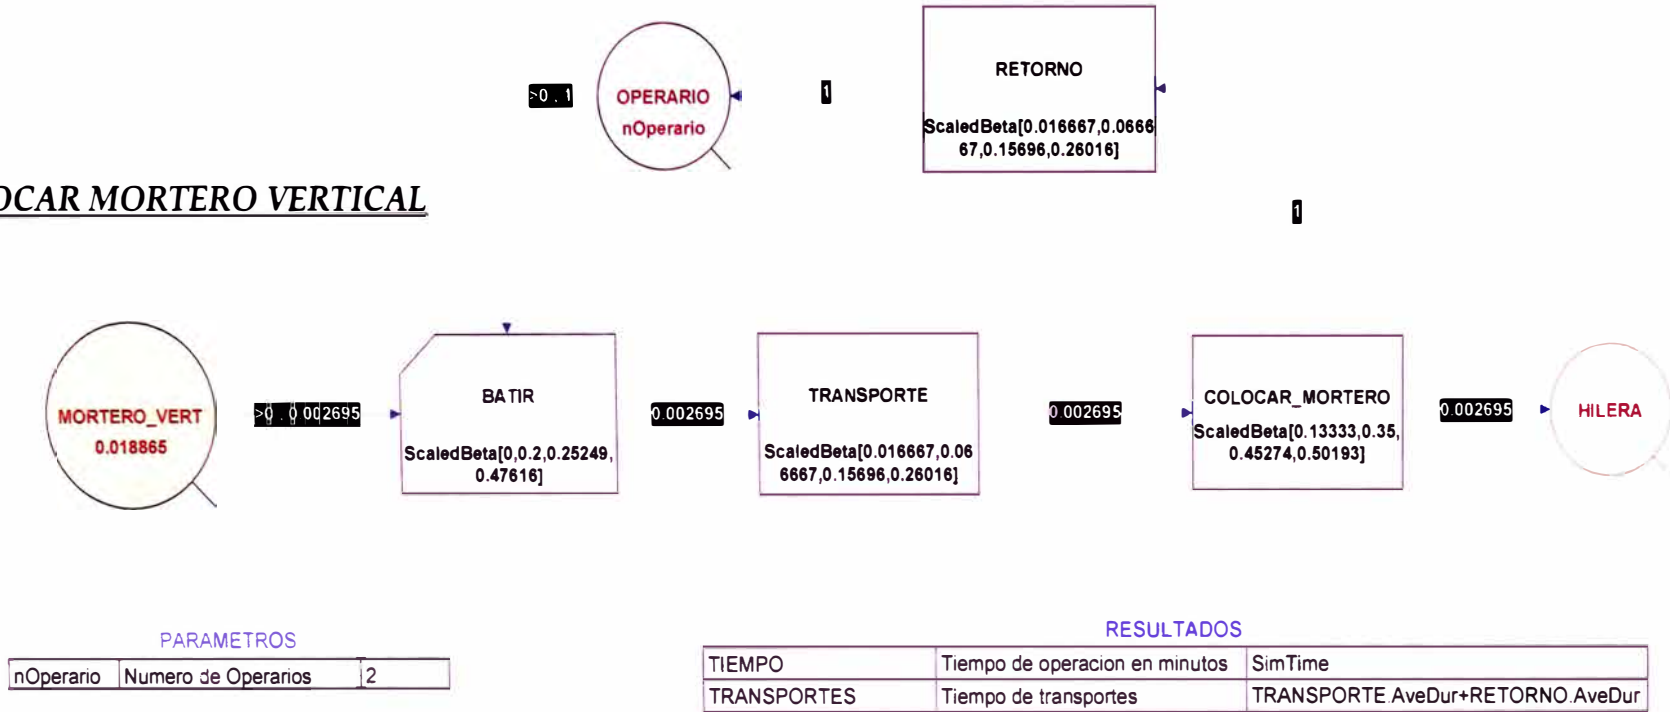 RETORNO
ScaledBeta[0.016667,0.0666
67,0.15696,0.26016]
>0 . 1
OPERARIO
nOperario
1
OCAR MORTERO VERTICAL
1
MORTERO_VERT
0.018865
>0 . 0 002695
BATIR
ScaledBeta[0,0.2,0.25249,
0.47616]
0.002695
TRANSPORTE
ScaledBeta[0.016667,0.06
6667,0.15696,0.26016]
0.002695
COLOCAR_MORTERO
ScaledBeta[0.13333,0.35,
0.45274,0.50193]
0.002695
HILERA
PARAMETROS
nOperario Numero de Operarios 2
RESULTADOS
TIEMPO Tiempo de operacion en minutos SimTime
TRANSPORTES Tiempo de transportes TRANSPORTE.AveDur+RETORNO.AveDur